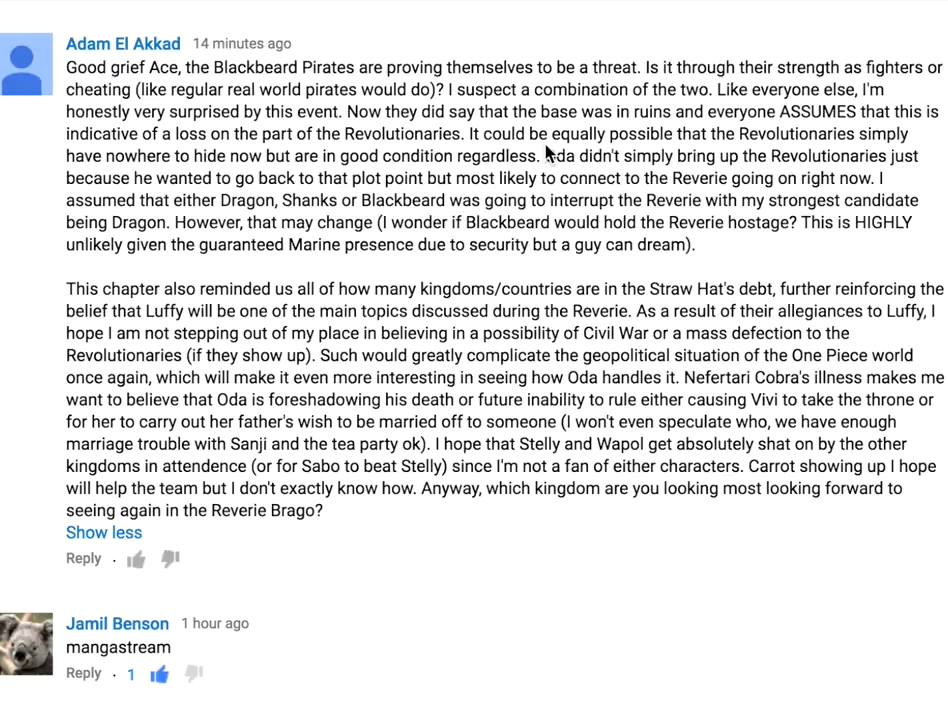 Adam El Akkad 14 minutes ago
Good grief Ace, the Blackbeard Pirates are proving themselves to be a threat. Is it through their strength as fighters or
cheating (like regular real world pirates would do)? I suspect a combination of the two. Like everyone else, I'm
honestly very surprised by this event. Now they did say that the base was in ruins and everyone ASSUMES that this is
indicative of a loss on the part of the Revolutionaries. It could be equally possible that the Revolutionaries simply
have nowhere to hide now but are in good condition regardless. Oda didn't simply bring up the Revolutionaries just
because he wanted to go back to that plot point but most likely to connect to the Reverie going on right now. I
assumed that either Dragon, Shanks or Blackbeard was going to interrupt the Reverie with my strongest candidate
being Dragon. However, that may change (I wonder if Blackbeard would hold the Reverie hostage? This is HIGHLY
unlikely given the guaranteed Marine presence due to security but a guy can dream).
This chapter also reminded us all of how many kingdoms/countries are in the Straw Hat's debt, further reinforcing the
belief that Luffy will be one of the main topics discussed during the Reverie. As a result of their allegiances to Luffy, I
hope I am not stepping out of my place in believing in a possibility of Civil War or a mass defection to the
Revolutionaries (if they show up). Such would greatly complicate the geopolitical situation of the One Piece world
once again, which will make it even more interesting in seeing how Oda handles it. Nefertari Cobra's illness makes me
want to believe that Oda is foreshadowing his death or future inability to rule either causing Vivi to take the throne or
for her to carry out her father's wish to be married off to someone (I won't even speculate who, we have enough
marriage trouble with Sanji and the tea party ok). I hope that Stelly and Wapol get absolutely shat on by the other
kingdoms in attendence (or for Sabo to beat Stelly) since I'm not a fan of either characters. Carrot showing up I hope
will help the team but I don't exactly know how. Anyway, which kingdom are you looking most looking forward to
seeing again in the Reverie Brago?
Show less
Reply ·
Jamil Benson 1 hour ago
mangastream
Reply · 1